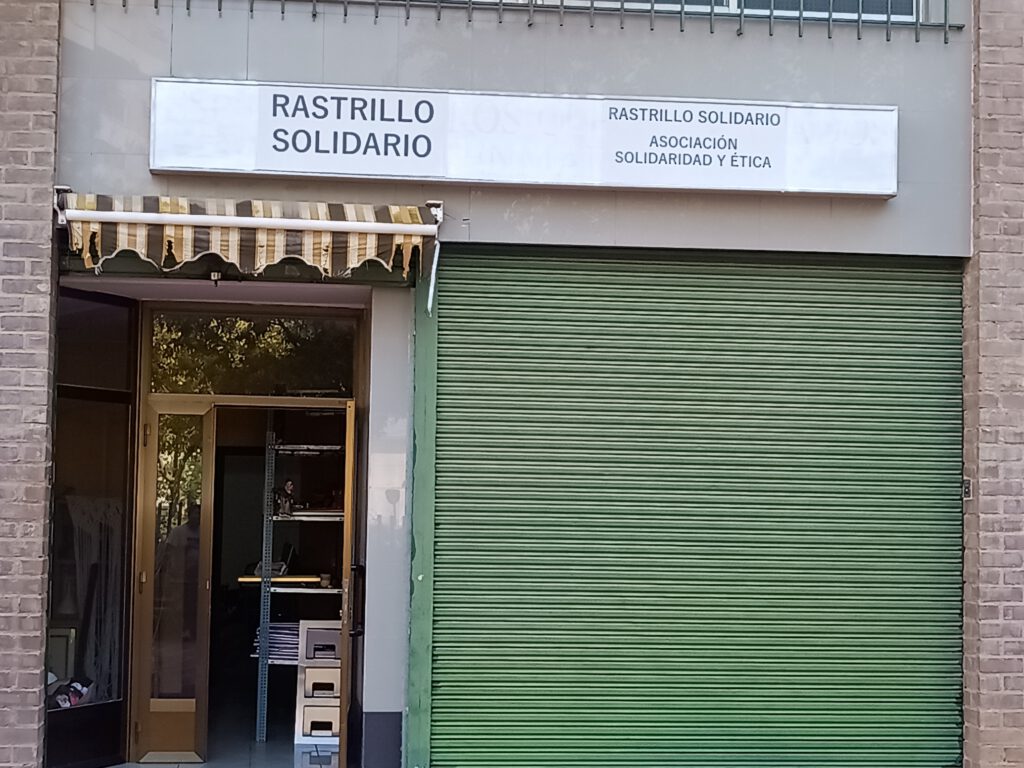 RASTRILLO
SOLIDARIO
RASTRILLO SOLIDARIO
ASOCIACIÓN
SOLIDARIDAD Y ÉTICA